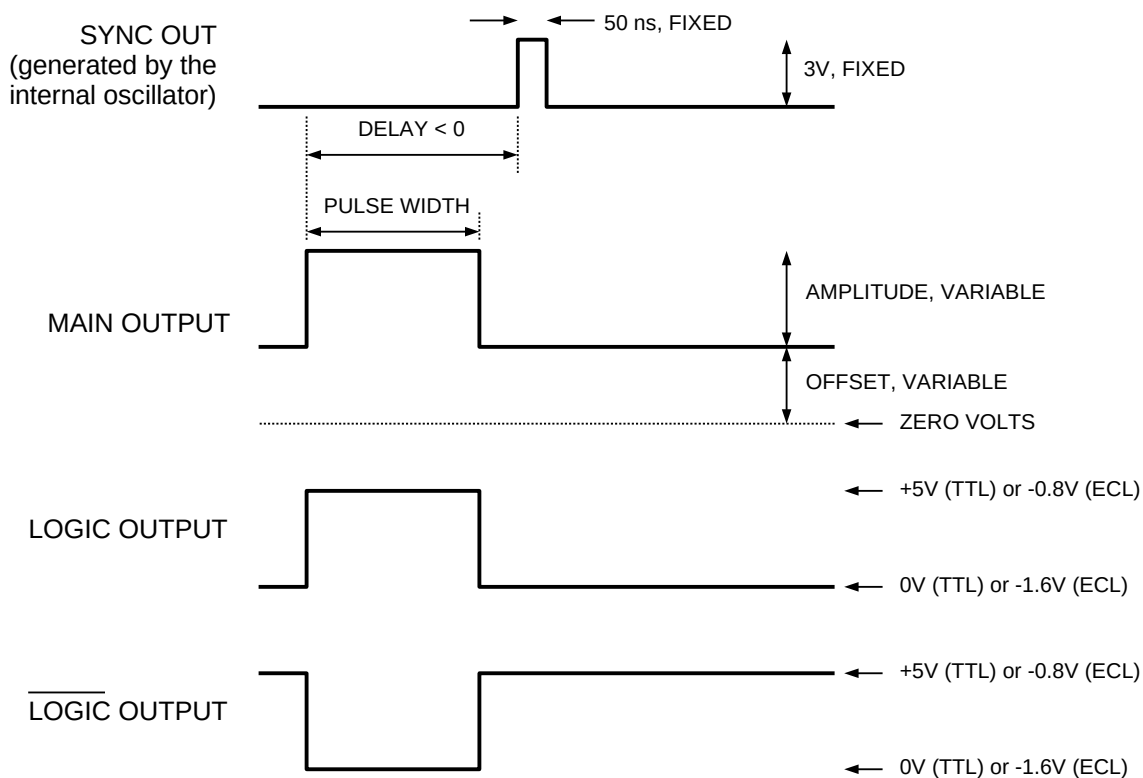 50 ns, FIXED
SYNC OUT
(generated by the
internal oscillator)
3V, FIXED
DELAY < 0
PULSE WIDTH
AMPLITUDE, VARIABLE
MAIN OUTPUT
OFFSET, VARIABLE
ZERO VOLTS
+5V (TTL) or -0.8V (ECL)
LOGIC OUTPUT
0V (TTL) or -1.6V (ECL)
+5V (TTL) or -0.8V (ECL)
LOGIC OUTPUT
0V (TTL) or -1.6V (ECL)